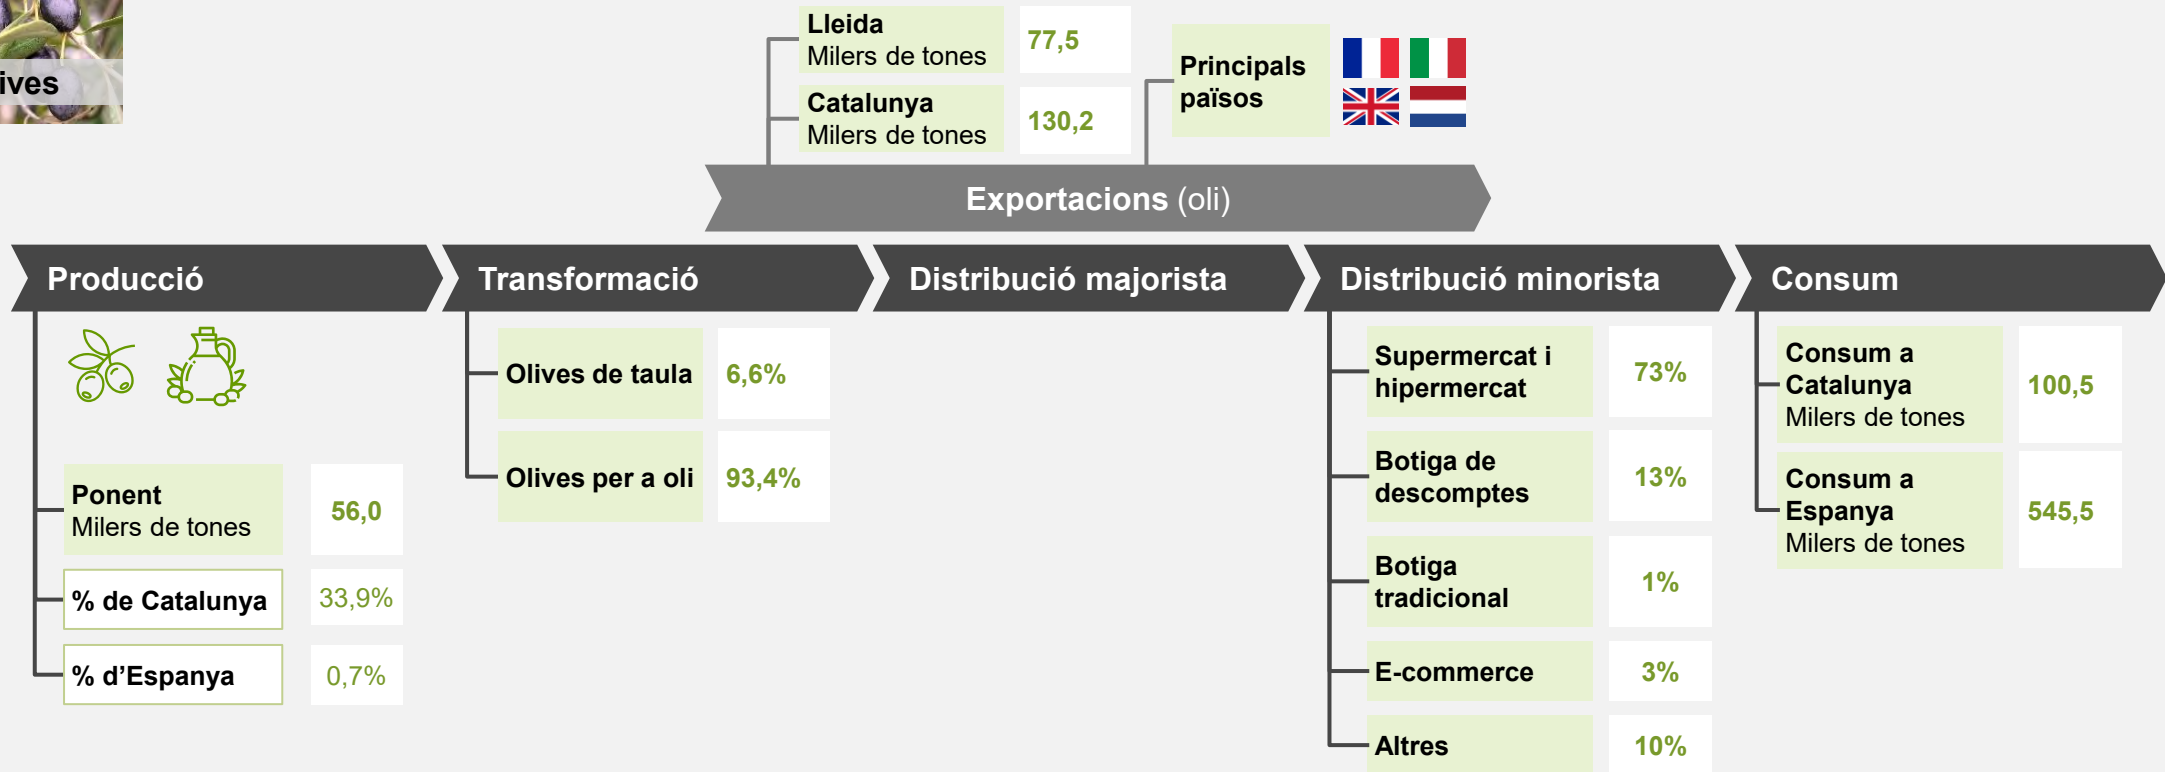 Lleida
Milers de tones
77,5
Catalunya
Milers de tones
130,2
Principals
països
Exportacions (oli)
Producció
Transformació
Distribució majorista
Distribució minorista
Consum
Ponent
Milers de tones
56,0
% de Catalunya
33,9%
% d’Espanya
0,7%
Olives de taula
6,6%
Olives per a oli
93,4%
Supermercat i
hipermercat
73%
Botiga de
descomptes
13%
Botiga
tradicional
1%
E-commerce
3%
Altres
10%
Consum a
Catalunya
Milers de tones
100,5
Consum a
Espanya
Milers de tones
545,5